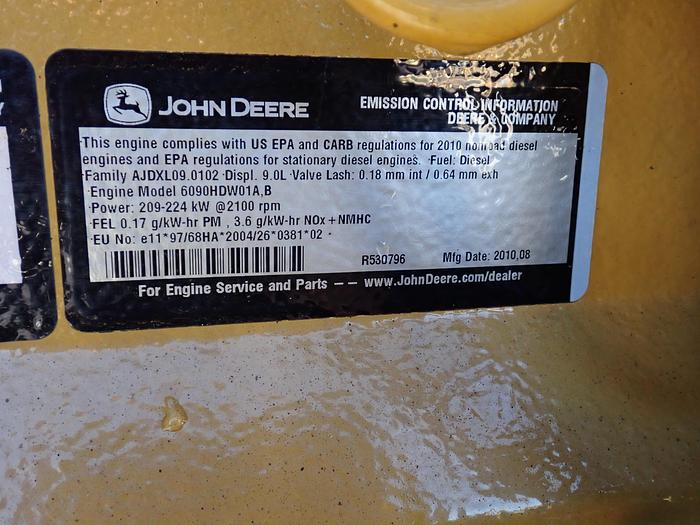 JOHN DEERE
EMISSION CONTROL INFORMATION
DEERE & COMPANY
This engine complies with US EPA and CARB regulations for 2010 nonroad diesel
engines and EPA regulations for stationary diesel engines. Fuel: Diesel
Family AJDXL09.0102 Displ. 9.0L Valve Lash: 0.18 mm int / 0.64 mm exh
Engine Model 6090HDW01A,B
Power: 209-224 kW @2100 rpm
FEL 0.17 g/kW-hr PM , 3.6 g/kW-hr NOx + NMHC
EU No: e11*97/68HA*2004/26*0381*02
R530796 Mfg Date: 2010,08
For Engine Service and Parts -- www.JohnDeere.com/dealer